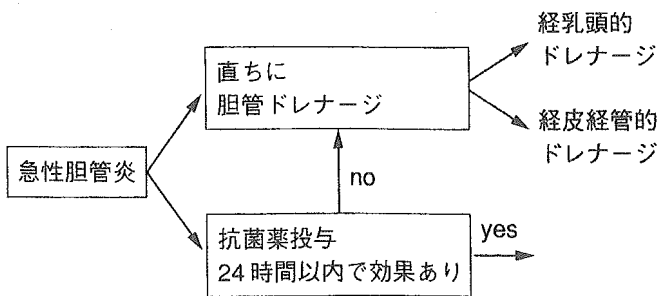 経乳頭的
ドレナージ
直ちに
胆管ドレナージ
経皮経管的
ドレナージ
急性胆管炎
no
抗菌薬投与
24時間以内で効果あり
yes